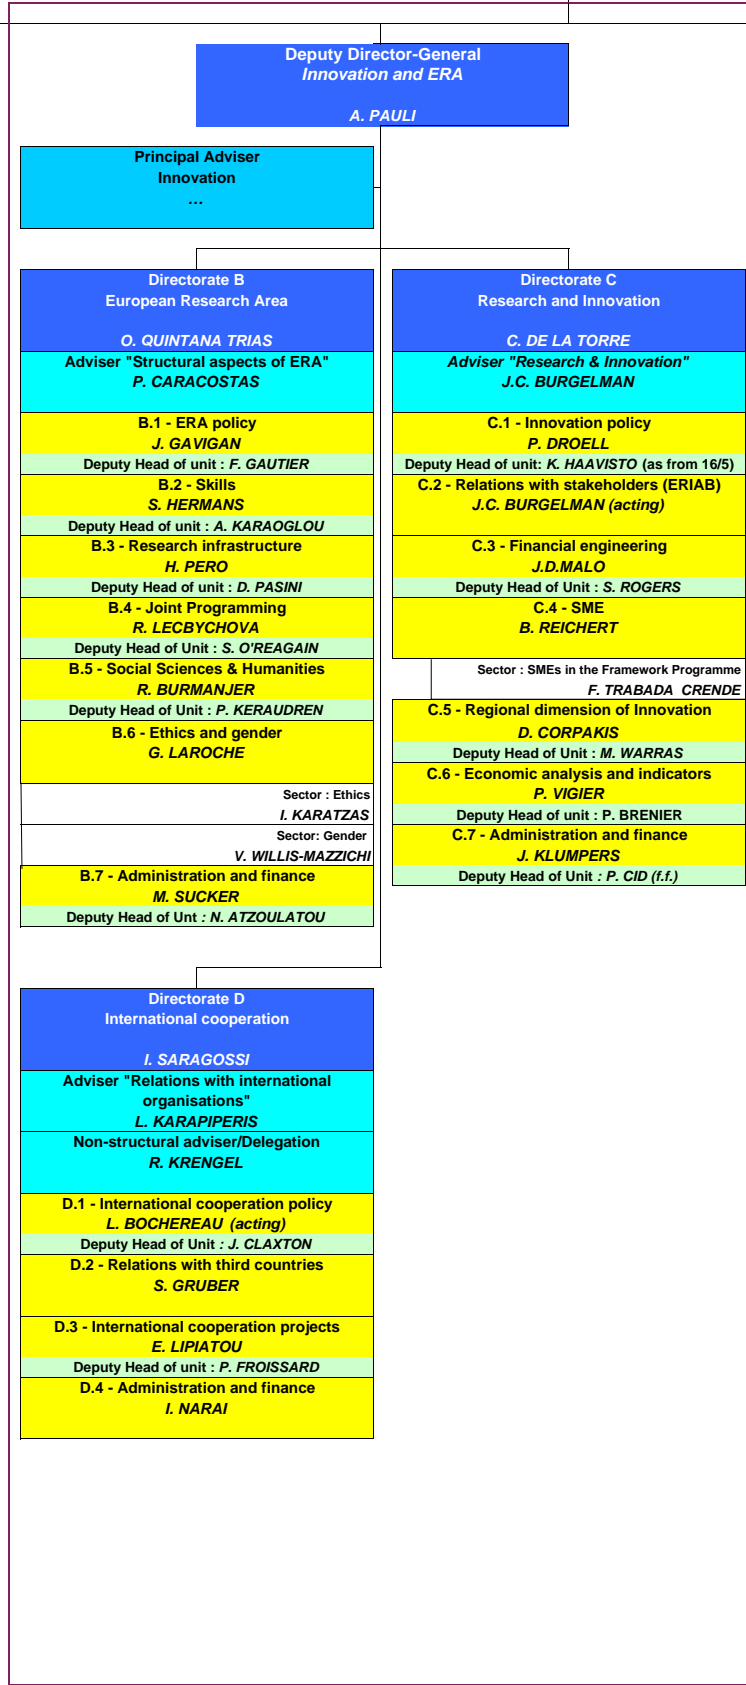 Deputy Director-General
Innovation and ERA
A. PAULI
Principal Adviser
Innovation
...
Directorate B
European Research Area
O. QUINTANA TRIAS
Adviser "Structural aspects of ERA"
P. CARACOSTAS
B.1 - ERA policy
J. GAVIGAN
Deputy Head of unit : F. GAUTIER
B.2 - Skills
S. HERMANS
Deputy Head of unit : A. KARAOGLOU
B.3 - Research infrastructure
H. PERO
Deputy Head of unit : D. PASINI
B.4 - Joint Programming
R. LECBYCHOVA
Deputy Head of Unit : S. O'REAGAIN
B.5 - Social Sciences & Humanities
R. BURMANJER
Deputy Head of unit : P. KERAUDREN
B.6 - Ethics and gender
G. LAROCHE
Sector : Ethics
I. KARATZAS
Sector: Gender
V. WILLIS-MAZZICHI
B.7 - Administration and finance
M. SUCKER
Deputy Head of Unt : N. ATZOULATOU
Directorate C
Research and Innovation
C. DE LA TORRE
Adviser "Research & Innovation"
J.C. BURGELMAN
C.1 - Innovation policy
P. DROELL
Deputy Head of unit: K. HAAVISTO (as from 16/5)
C.2 - Relations with stakeholders (ERIAB)
J.C. BURGELMAN (acting)
C.3 - Financial engineering
J.D.MALO
Deputy Head of Unit : S. ROGERS
C.4 - SME
B. REICHERT
Sector : SMEs in the Framework Programme
F. TRABADA CRENDE
C.5 - Regional dimension of Innovation
D. CORPAKIS
Deputy Head of Unit : M. WARRAS
C.6 - Economic analysis and indicators
P. VIGIER
Deputy Head of unit : P. BRENIER
C.7 - Administration and finance
J. KLUMPERS
Deputy Head of Unit : P. CID (f.f.)
Directorate D
International cooperation
I. SARAGOSSI
Adviser "Relations with international
organisations"
L. KARAPIPERIS
Non-structural adviser/Delegation
R. KRENGEL
D.1 - International cooperation policy
L. BOCHEREAU (acting)
Deputy Head of Unit : J. CLAXTON
D.2 - Relations with third countries
S. GRUBER
D.3 - International cooperation projects
E. LIPIATOU
Deputy Head of unit : P. FROISSARD
D.4 - Administration and finance
I. NARAI